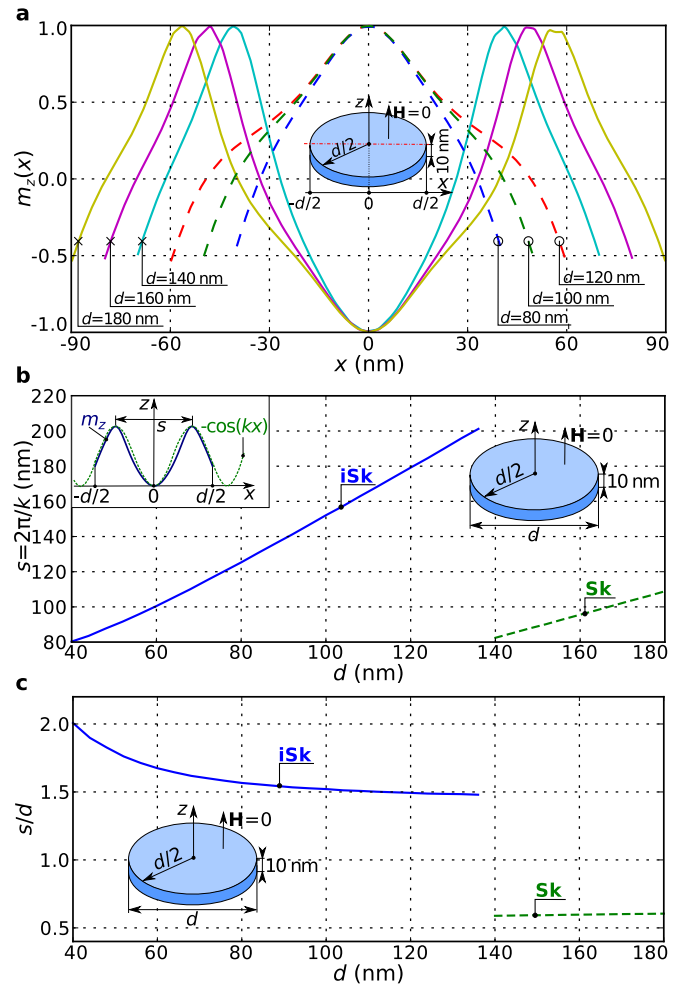 a
1.0
0.5
0.0
-0.5
-1.0
m_z(x)
z
H=0
d/2
10 nm
x
-d/2
0
d/2
d=140 nm
d=160 nm
d=180 nm
d=120 nm
d=100 nm
d=80 nm
-90
-60
-30
0
30
60
90
x (nm)
b
220
200
180
160
140
120
100
80
s=2π/k (nm)
z
m_z
s
-cos(kx)
-d/2
0
d/2
x
iSk
z
H=0
d/2
10 nm
d
Sk
40
60
80
100
120
140
160
180
d (nm)
c
2.0
1.5
1.0
0.5
s/d
iSk
z
H=0
d/2
10 nm
d
Sk
40
60
80
100
120
140
160
180
d (nm)